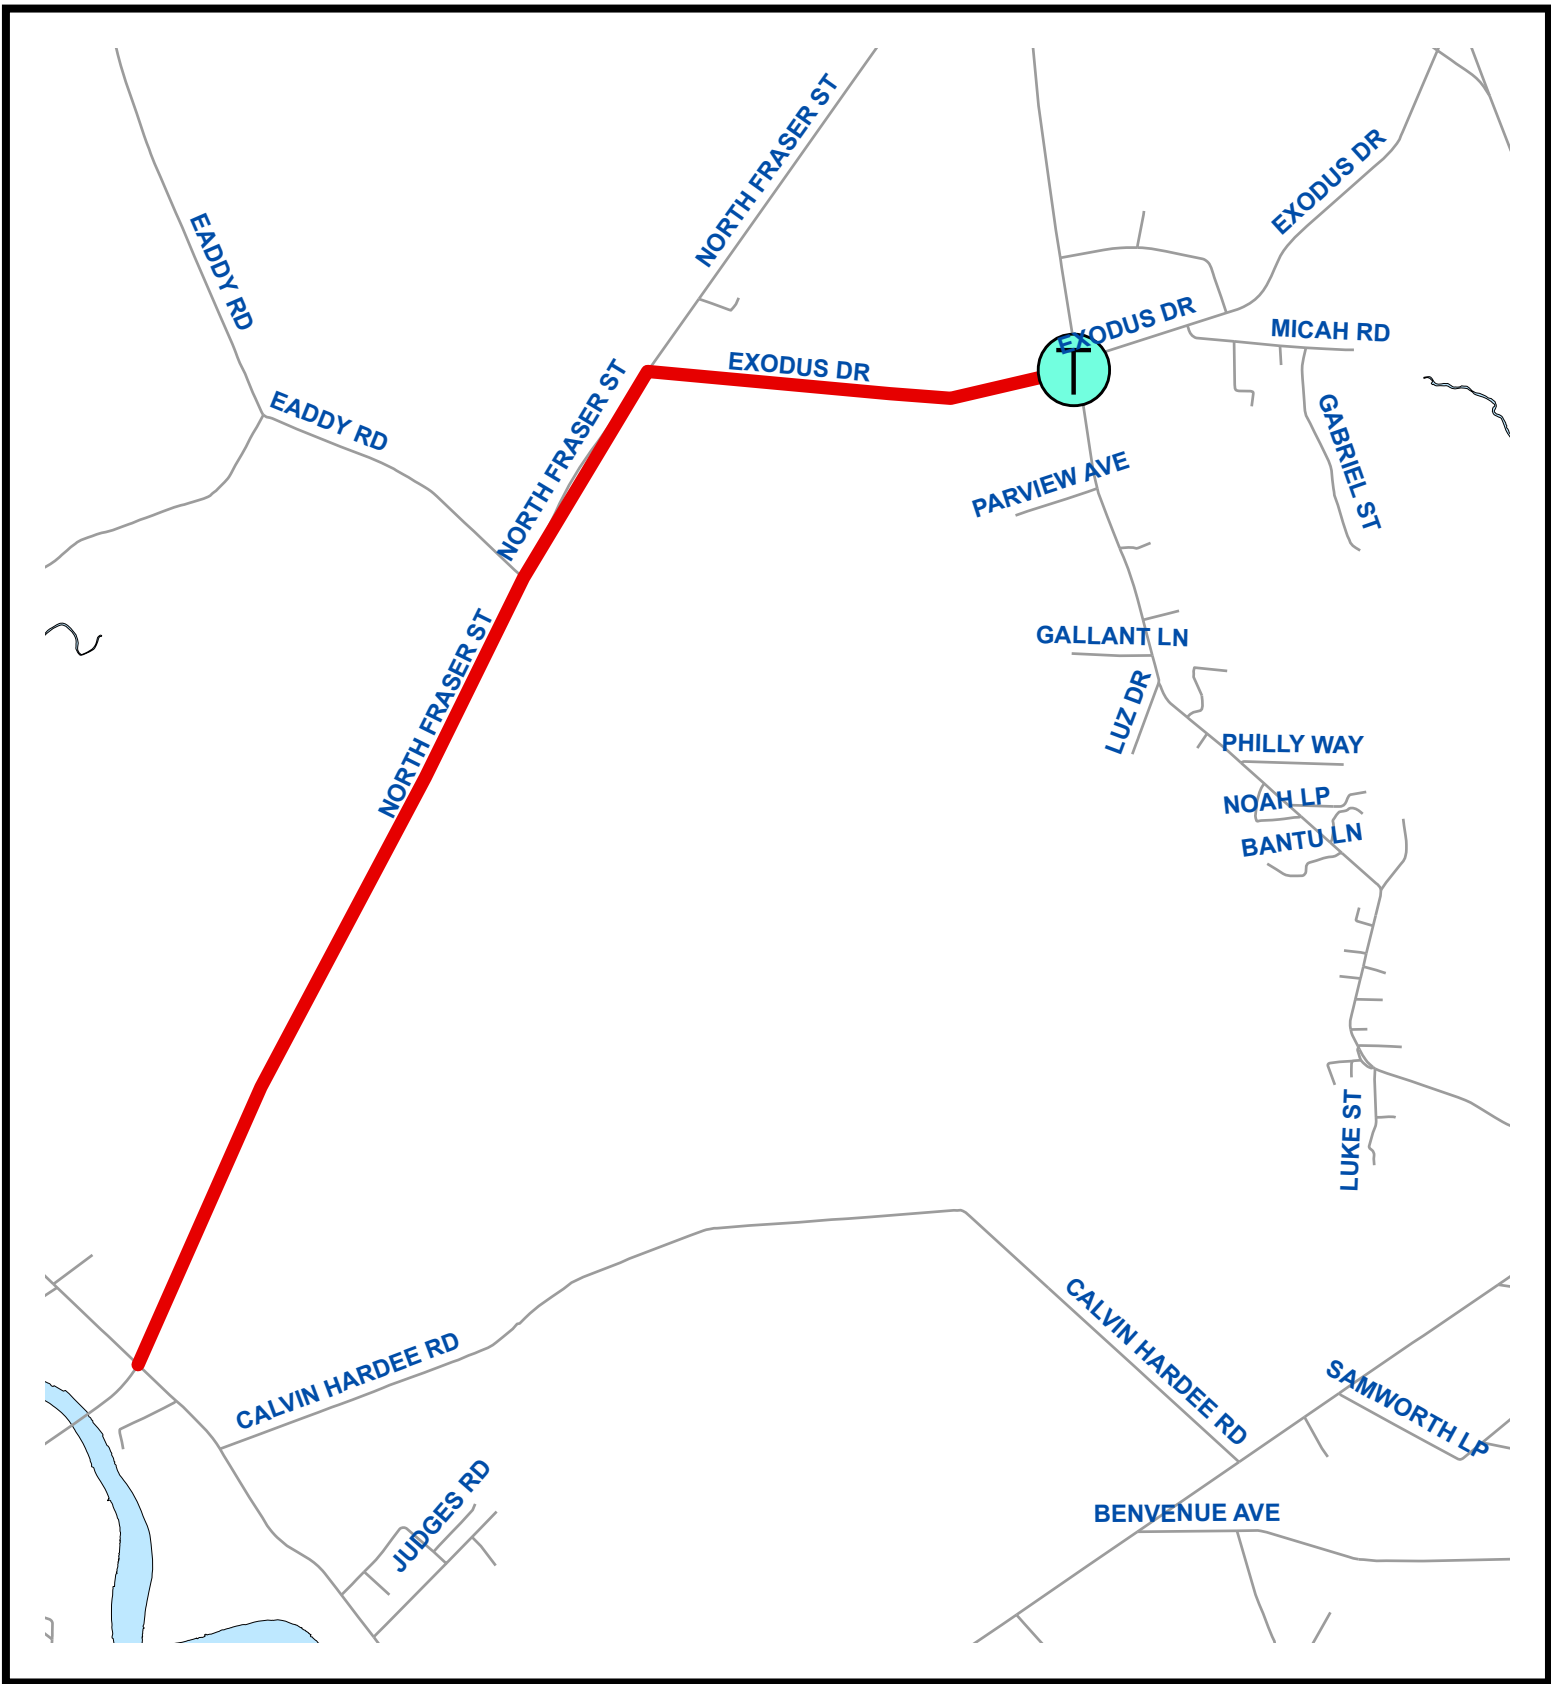 NORTH FRASER ST
EXODUS DR
EADDY RD
EXODUS DR
MICAH RD
EXODUS DR
T
EADDY RD
NORTH FRASER ST
GABRIEL ST
PARVIEW AVE
NORTH FRASER ST
GALLANT LN
LUZ DR
PHILLY WAY
NOAH LP
BANTU LN
LUKE ST
CALVIN HARDEE RD
CALVIN HARDEE RD
SAMWORTH LP
JUDGES RD
BENVENUE AVE